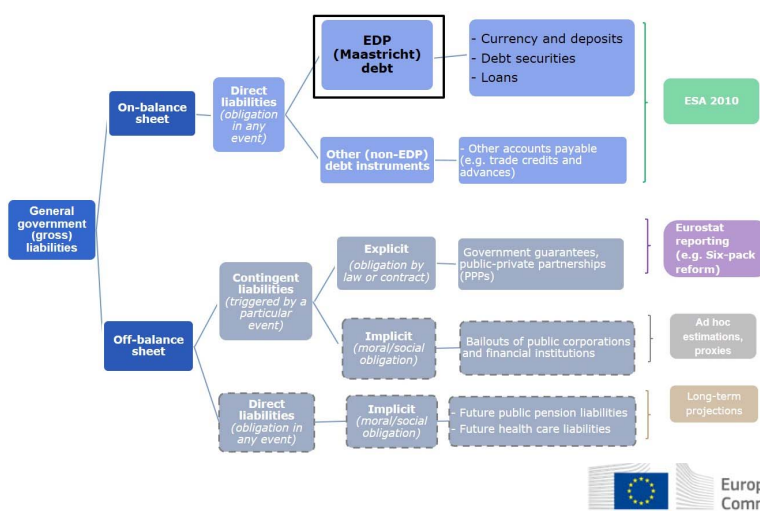 EDP
(Maastricht)
debt
- Currency and deposits
- Debt securities
- Loans
ESA 2010
On-balance
sheet
Direct
liabilities
(obligation
in any
event)
Other (non-EDP)
debt instruments
- Other accounts payable
(e.g. trade credits and
advances)
General
government
(gross)
liabilities
Explicit
(obligation by
law or contract)
Government guarantees,
public-private partnerships
(PPPs)
Eurostat
reporting
(e.g. Six-pack
reform)
Contingent
liabilities
(triggered by a
particular
event)
Off-balance
sheet
Implicit
(moral/social
obligation)
Bailouts of public corporations
and financial institutions
Ad hoc
estimations,
proxies
Direct
liabilities
(obligation in
any event)
Implicit
(moral/social
obligation)
- Future public pension liabilities
- Future health care liabilities
Long-term
projections
Europ
Comm